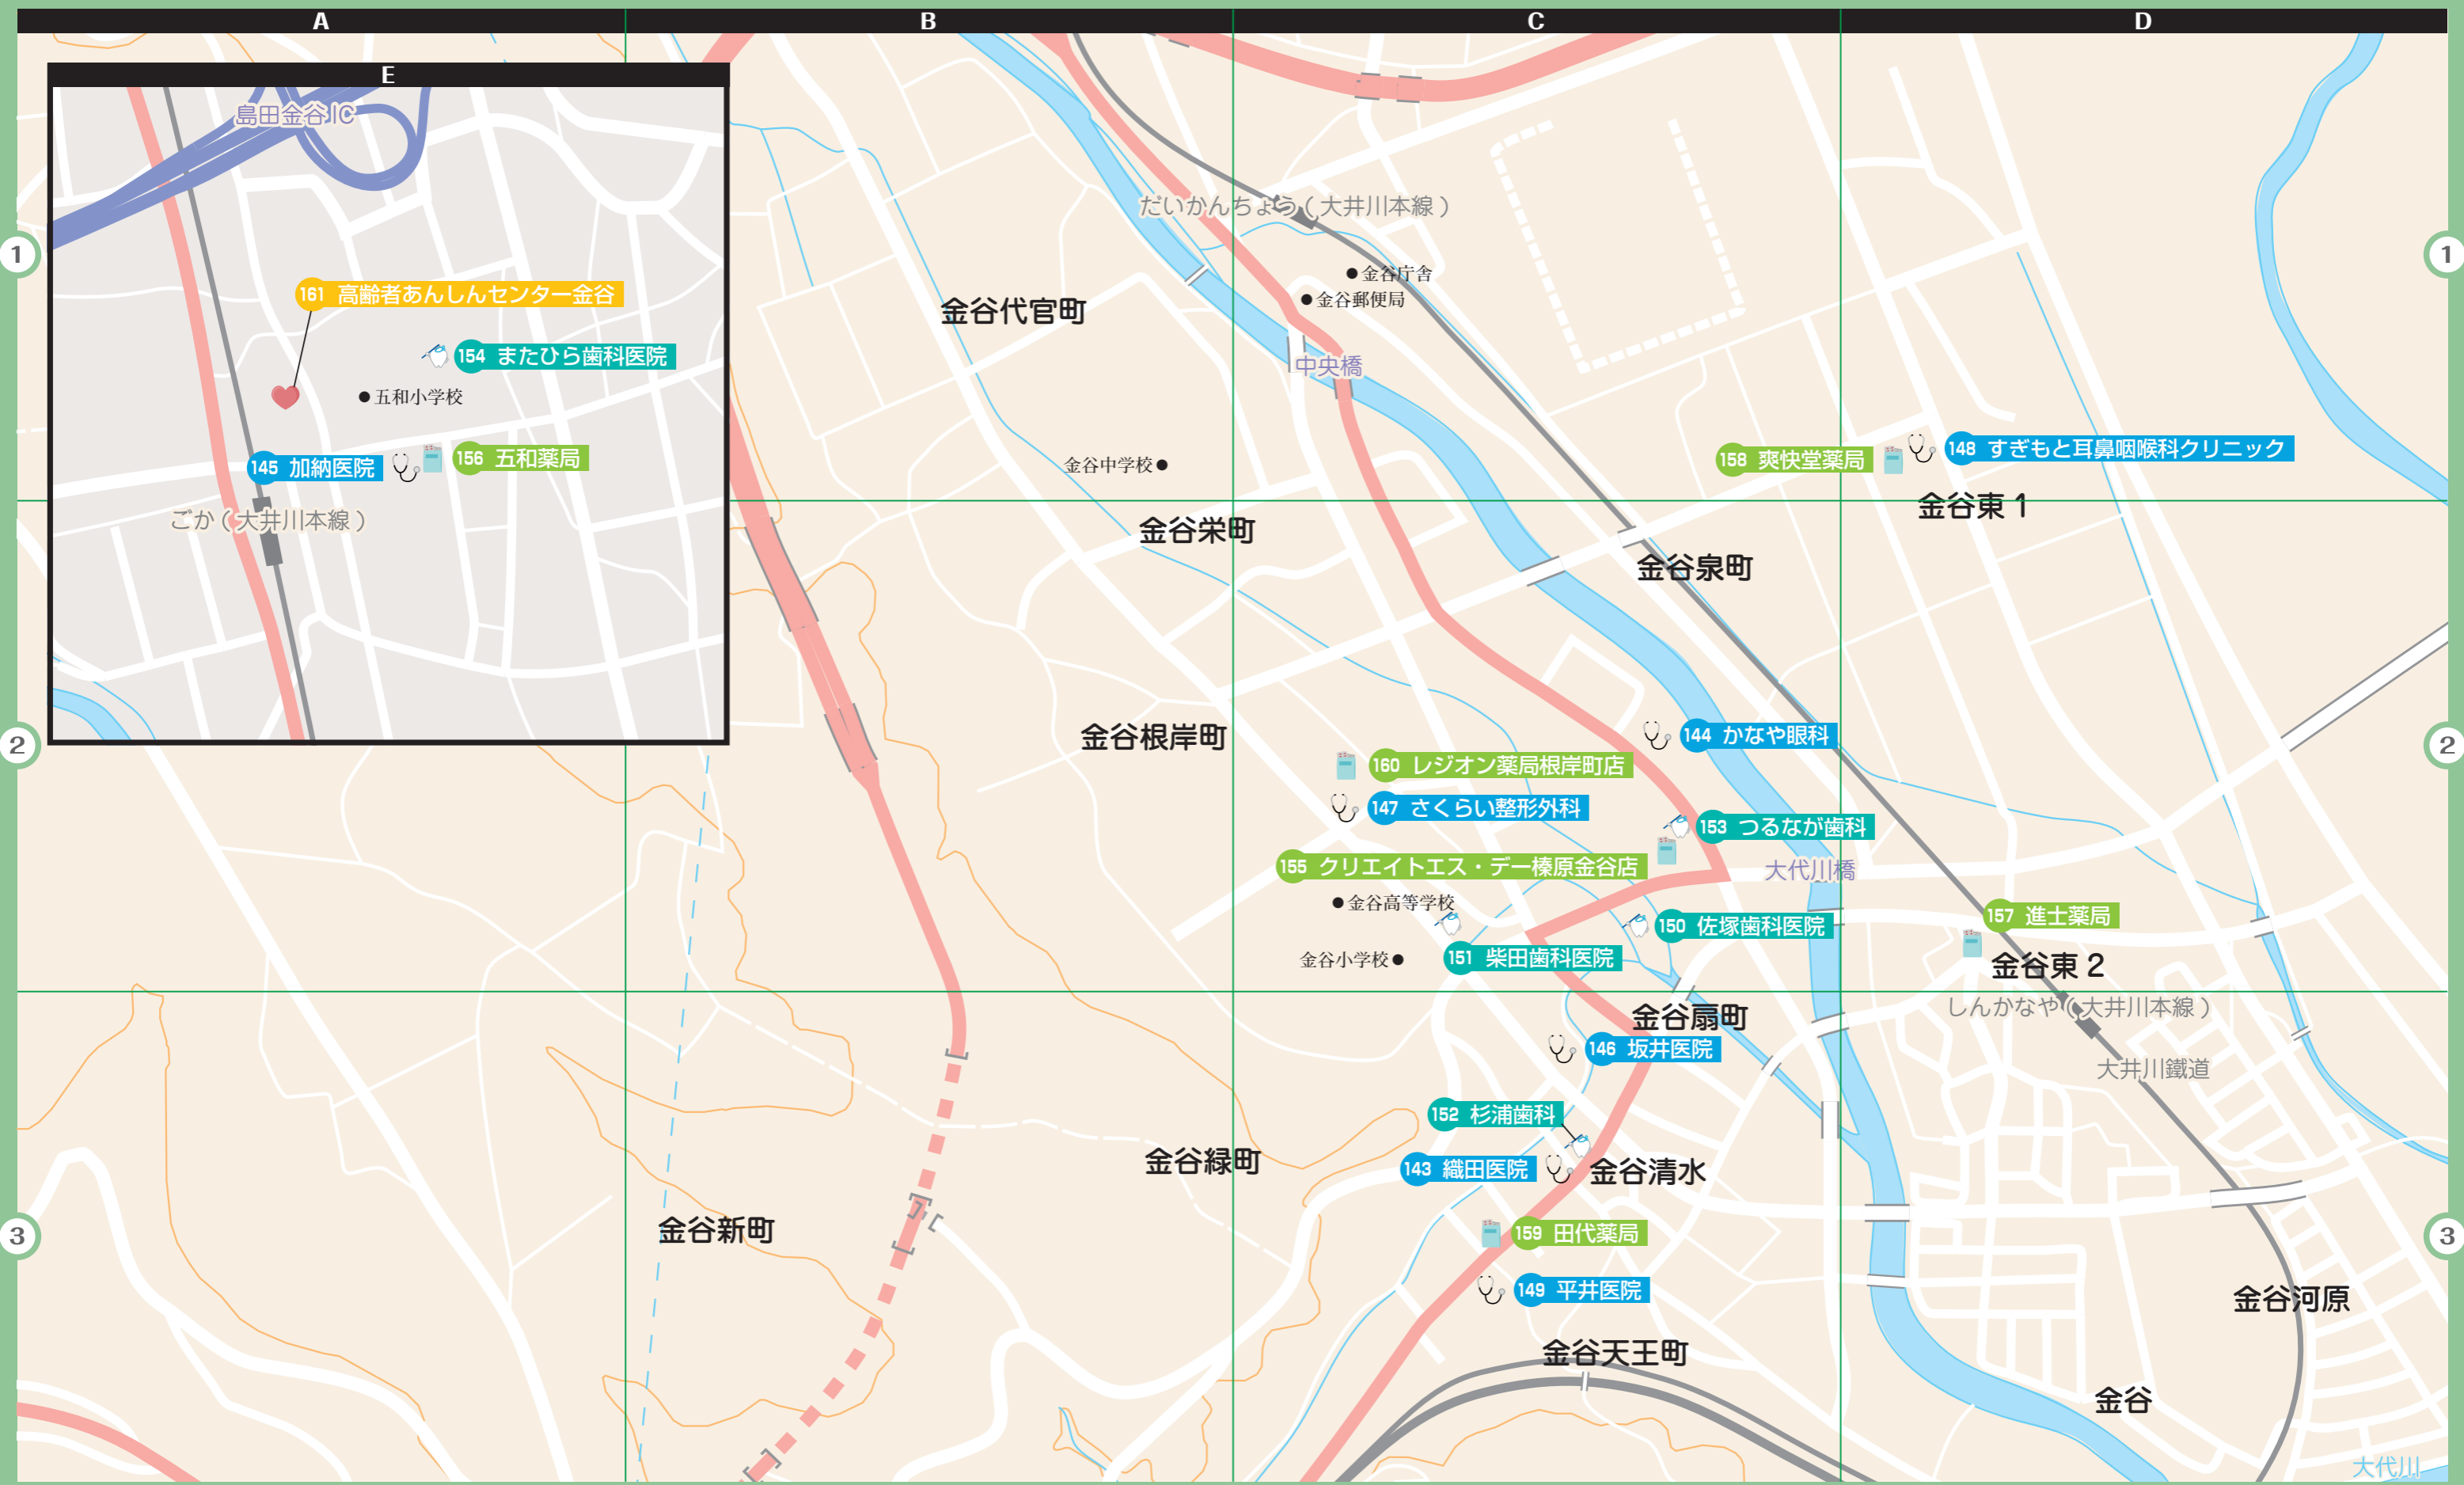 A
B
C
D
E
島田金谷IC
だいかんちょう(大井川本線)
1
1
金谷庁舎
161 高齢者あんしんセンター金谷
金谷郵便局
金谷代官町
154 またひら歯科医院
中央橋
五和小学校
148 すぎもと耳鼻咽喉科クリニック
156 五和薬局
158 爽快堂薬局
145 加納医院
金谷中学校
金谷東1
ごか(大井川本線)
金谷栄町
金谷泉町
144 かなや眼科
金谷根岸町
2
2
160 レジオン薬局根岸町店
147 さくらい整形外科
153 つるなが歯科
155 クリエイトエス・デー榛原金谷店
大代川橋
金谷高等学校
157 進士薬局
150 佐塚歯科医院
151 柴田歯科医院
金谷小学校
金谷東2
しんかなや(大井川本線)
金谷扇町
146 坂井医院
大井川鐵道
152 杉浦歯科
金谷緑町
143 織田医院
金谷清水
金谷新町
159 田代薬局
3
3
149 平井医院
金谷河原
金谷天王町
金谷
大代川